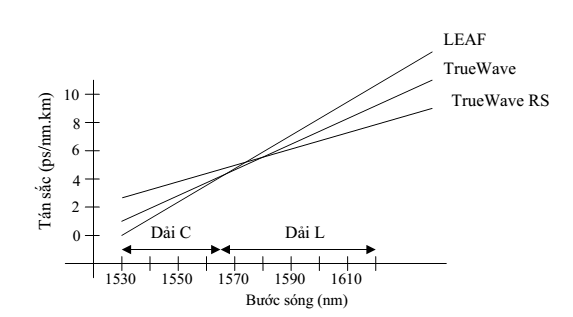 LEAF
TrueWave
TrueWave RS
Tán sắc (ps/nm.km)
10
8
6
4
2
0
Dải C
Dải L
1530
1550
1570
1590
1610
Bước sóng (nm)